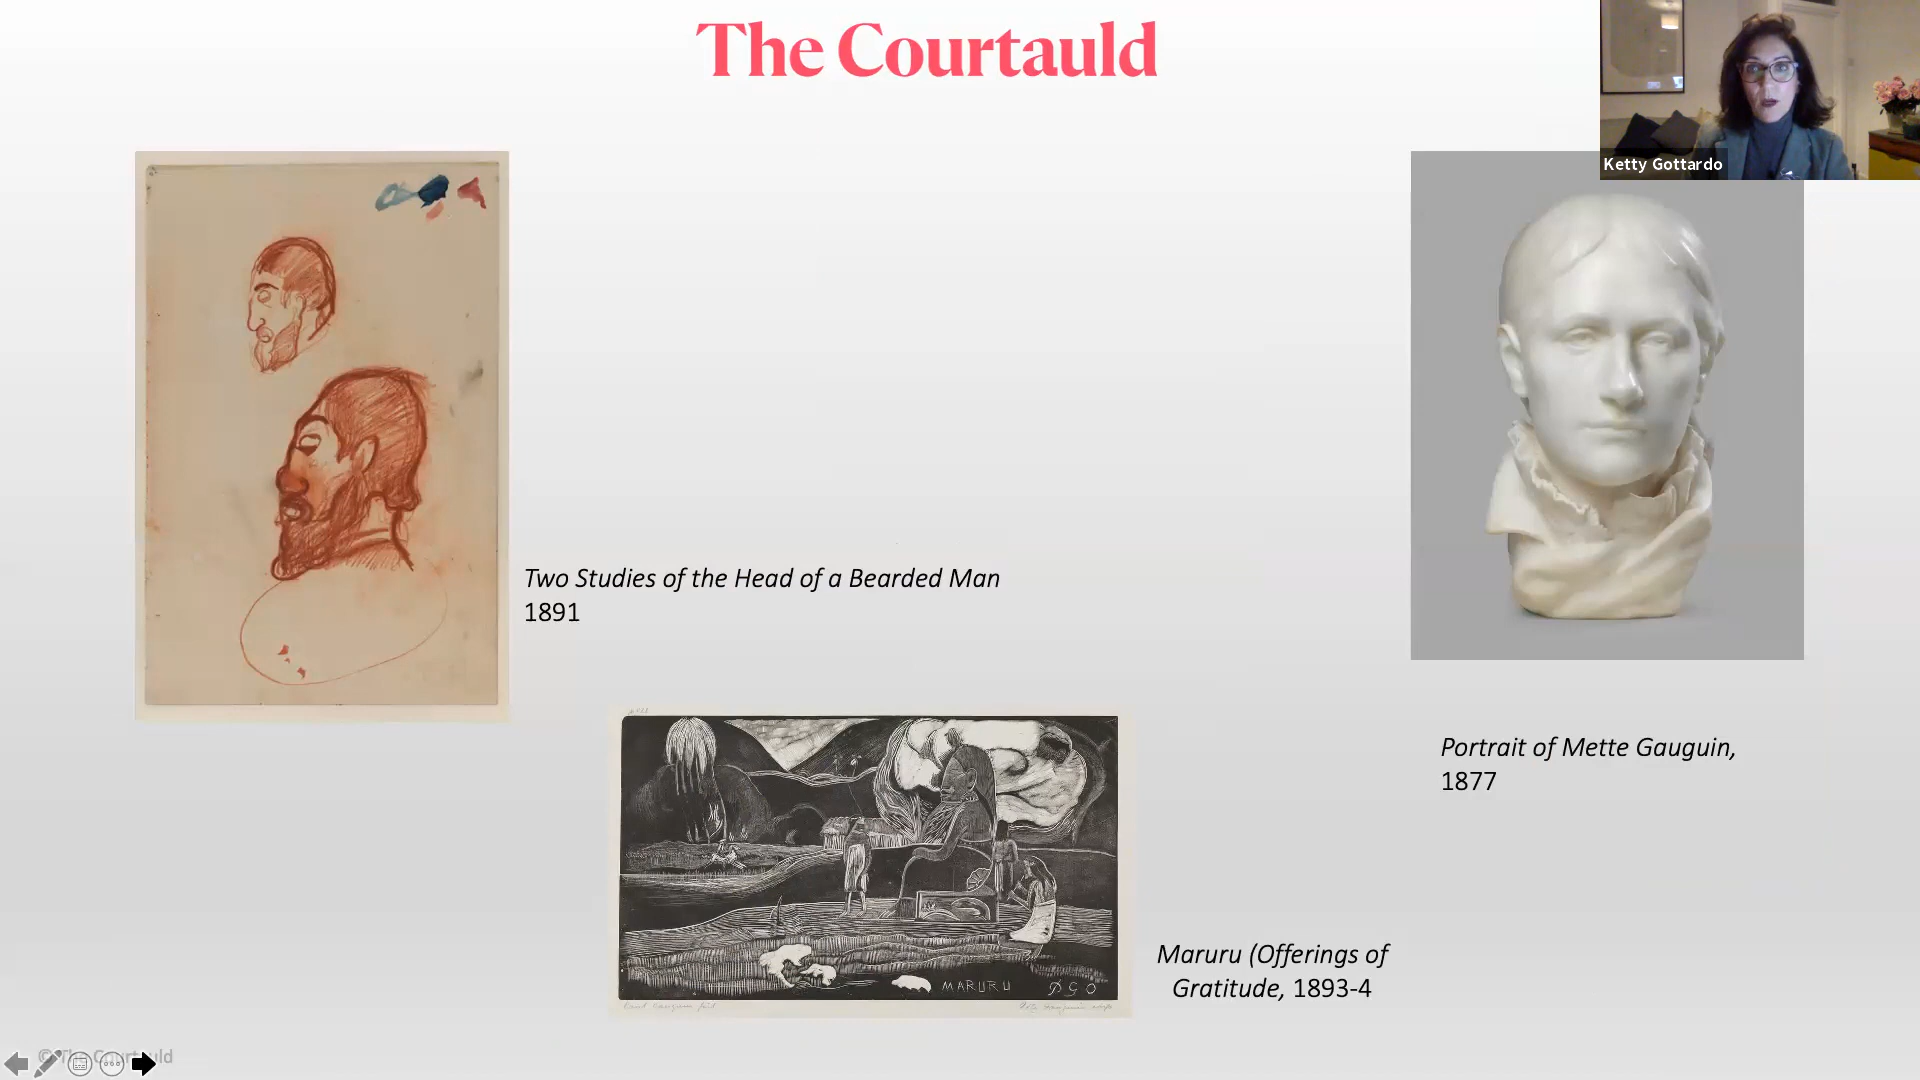 The Courtauld
Ketty Gottardo
Two Studies of the Head of a Bearded Man
1891
Portrait of Mette Gauguin,
1877
MARURU PGO
Maruru (Offerings of
Gratitude, 1893-4
© The Courtauld